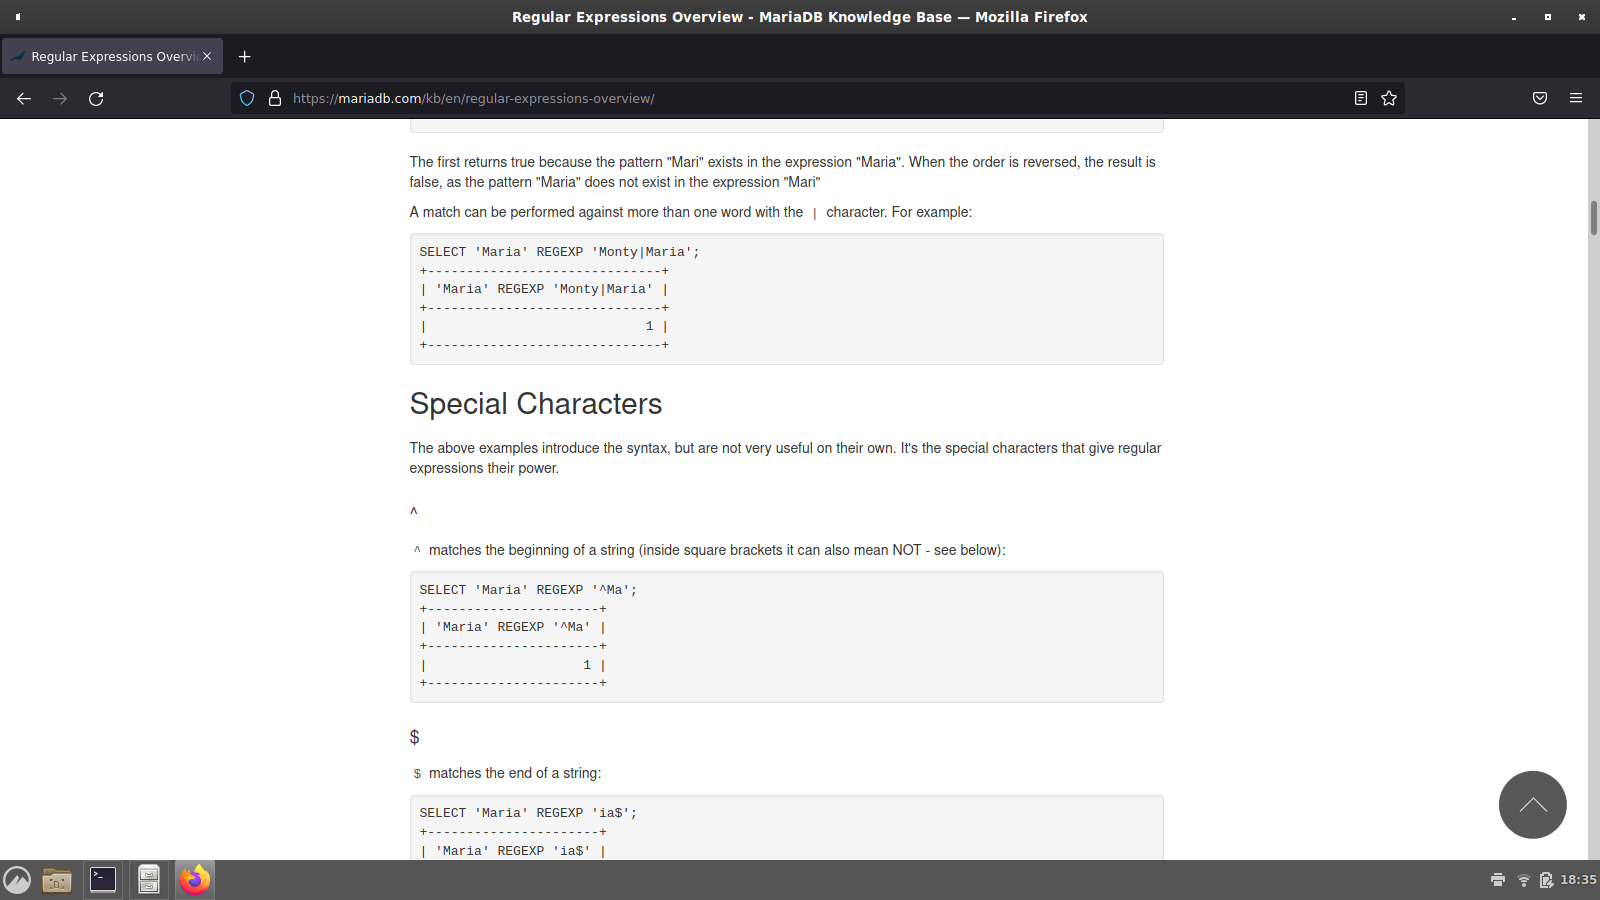 Regular Expressions Overview - MariaDB Knowledge Base — Mozilla Firefox
Regular Expressions Overvi
https://mariadb.com/kb/en/regular-expressions-overview/
The first returns true because the pattern "Mari" exists in the expression "Maria". When the order is reversed, the result is
false, as the pattern "Maria" does not exist in the expression "Mari"
A match can be performed against more than one word with the | character. For example:
SELECT 'Maria' REGEXP 'Monty|Maria';
+------------------------------+
| 'Maria' REGEXP 'Monty|Maria' |
+------------------------------+
|                            1 |
+------------------------------+
Special Characters
The above examples introduce the syntax, but are not very useful on their own. It's the special characters that give regular
expressions their power.
^
^ matches the beginning of a string (inside square brackets it can also mean NOT - see below):
SELECT 'Maria' REGEXP '^Ma';
+----------------------+
| 'Maria' REGEXP '^Ma' |
+----------------------+
|                    1 |
+----------------------+
$
$ matches the end of a string:
SELECT 'Maria' REGEXP 'ia$';
+----------------------+
| 'Maria' REGEXP 'ia$' |
18:35